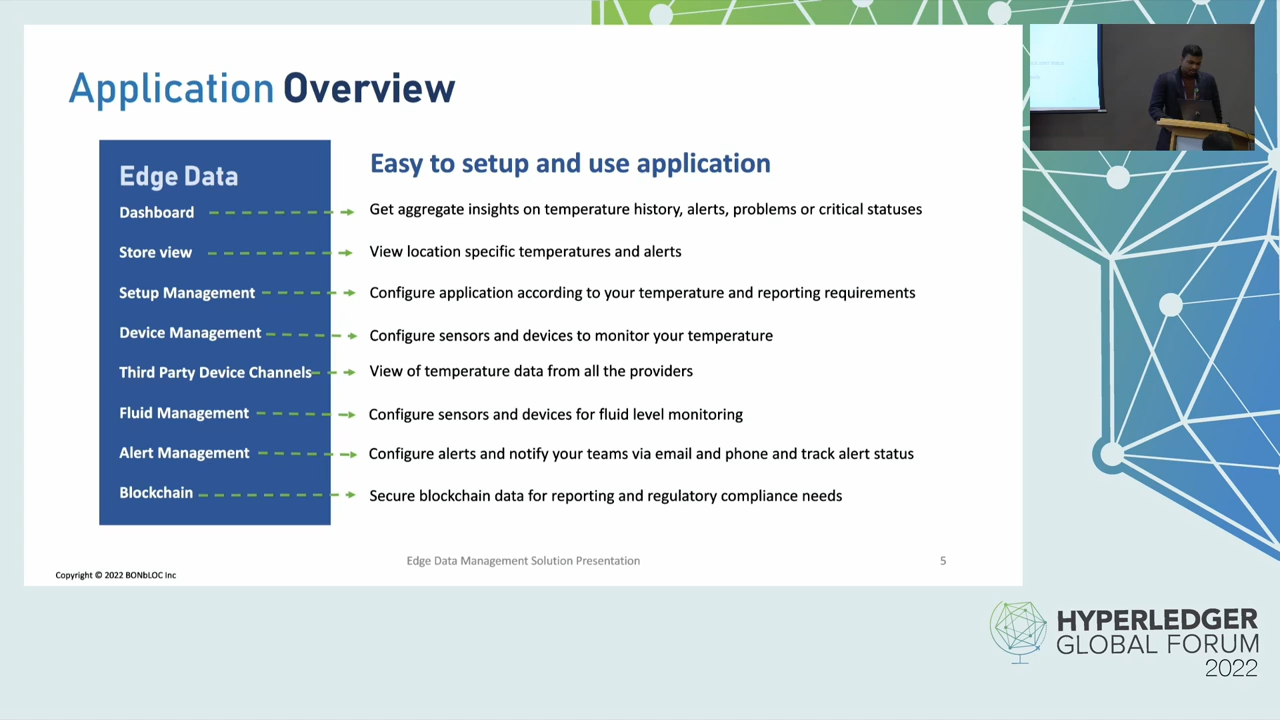 Application Overview
Edge Data
Easy to setup and use application
Dashboard
Get aggregate insights on temperature history, alerts, problems or critical statuses
Store view
View location specific temperatures and alerts
Setup Management
Configure application according to your temperature and reporting requirements
Device Management
Configure sensors and devices to monitor your temperature
Third Party Device Channels
View of temperature data from all the providers
Fluid Management
Configure sensors and devices for fluid level monitoring
Alert Management
Configure alerts and notify your teams via email and phone and track alert status
Blockchain
Secure blockchain data for reporting and regulatory compliance needs
Edge Data Management Solution Presentation
5
Copyright © 2022 BONbLOC Inc
HYPERLEDGER
GLOBAL FORUM
2022